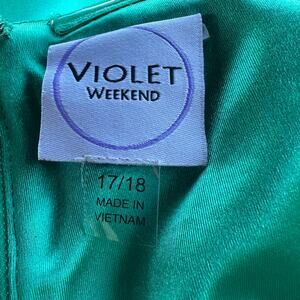 VIOLET
WEEKEND
17/18
MADE IN
VIETNAM